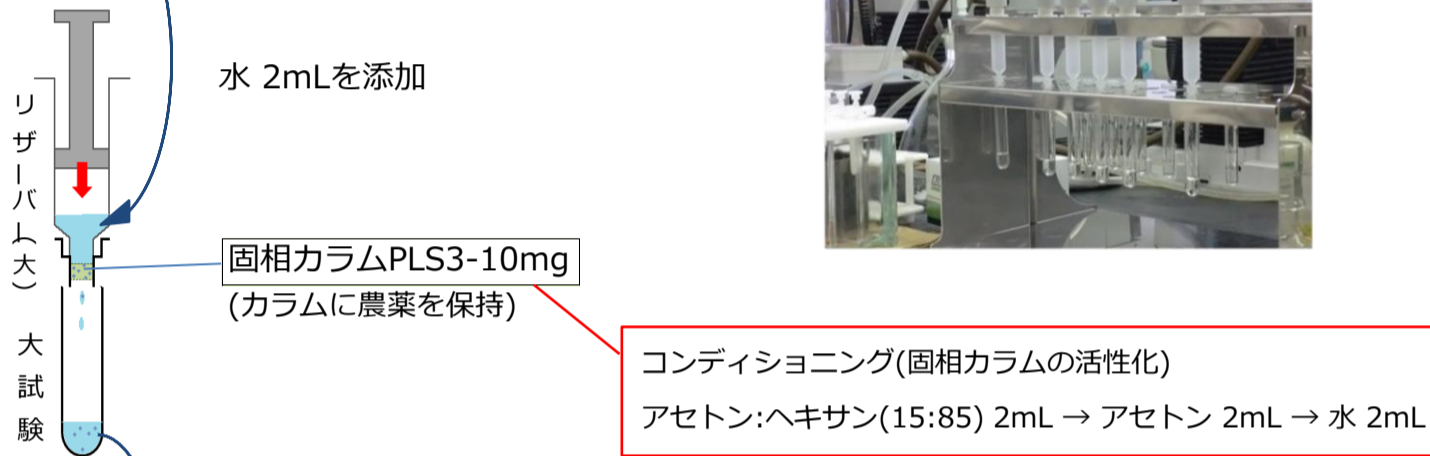 水 2mLを添加
リザーバー(大)
固相カラムPLS3-10mg
(カラムに農薬を保持)
大試験
コンディショニング(固相カラムの活性化)
アセトン:ヘキサン(15:85) 2mL → アセトン 2mL → 水 2mL